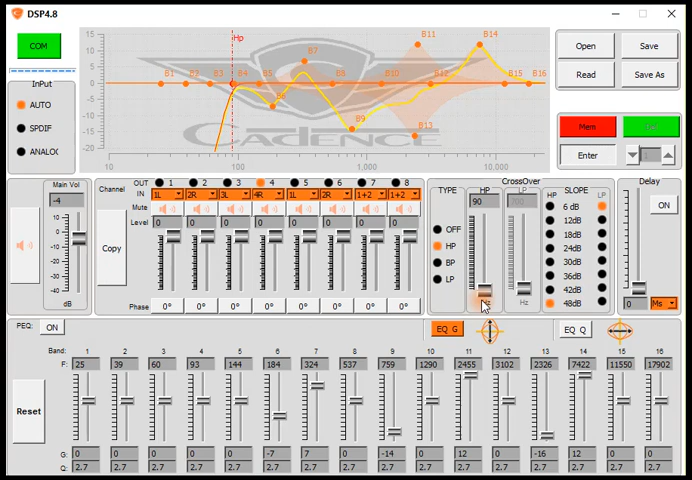 DSP4.8
COM
InPut
AUTO
SPDIF
ANALO(
15
10
5
0
-5
-10
-15
-20
10
100
1,000
10,000
Hp
B1
B2
B3
B4
B5
B7
B8
B9
B10
B11
B12
B13
B14
B15
B16
CADENCE
Open
Save
Read
Save As
Mem
Enter
Main Vol
-4
10
0
-10
-20
-30
-40
dB
Channel
Copy
OUT 1 2 3 4 5 6 7 8
1L 2R 3L 4R 1L 2R 1+2 1+2
Mute
Level 0 0 0 0 0 0 0 0
Phase 0° 0° 0° 0° 0° 0° 0° 0°
CrossOver
TYPE
OFF
HP
BP
LP
HP
90
LP
700
Hz
SLOPE
HP LP
6 dB
12dB
18dB
24dB
30dB
36dB
42dB
48dB
Delay
ON
0 Ms
PEQ: ON
EQ G
EQ Q
Band: 1 2 3 4 5 6 7 8 9 10 11 12 13 14 15 16
F: 25 39 60 93 144 184 324 537 759 1290 2455 3102 2326 7422 11550 17902
Reset
G: 0 0 0 0 0 -7 7 0 -14 0 12 0 -16 12 0 0
Q: 2.7 2.7 2.7 2.7 2.7 2.7 2.7 2.7 2.7 2.7 2.7 2.7 2.7 2.7 2.7 2.7